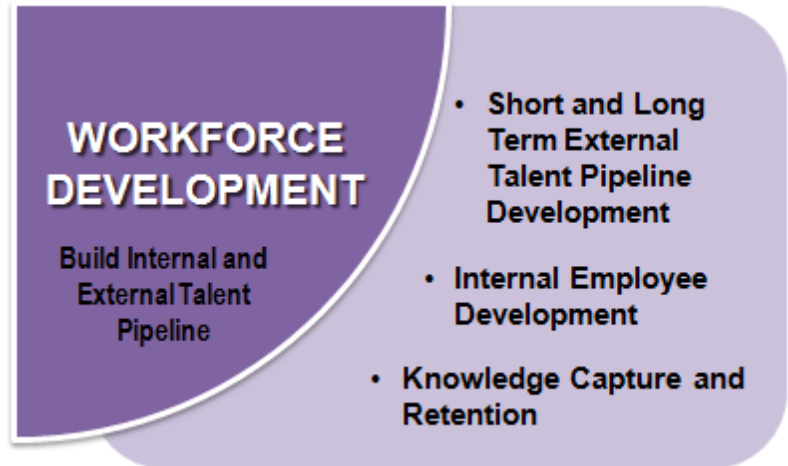 WORKFORCE
DEVELOPMENT
Build Internal and
External Talent
Pipeline
• Short and Long
Term External
Talent Pipeline
Development
• Internal Employee
Development
• Knowledge Capture and
Retention